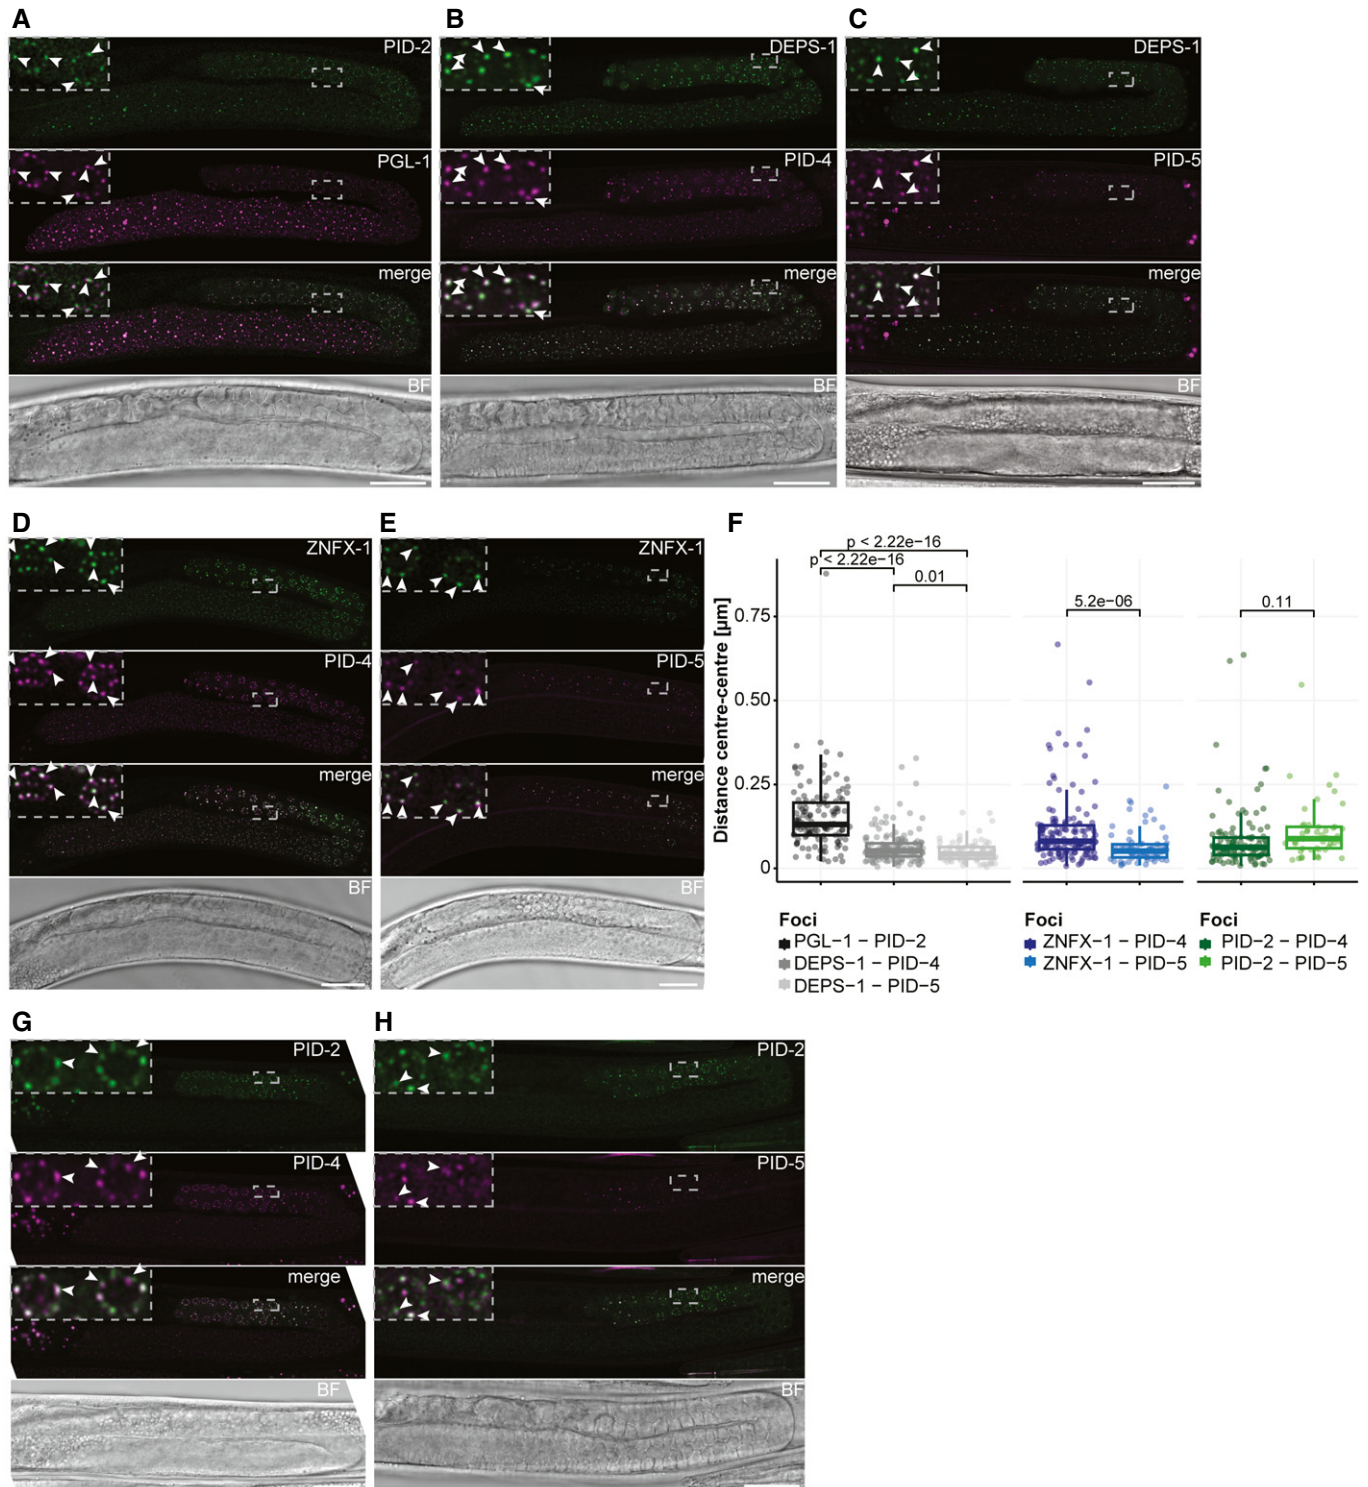 A
B
C
PID-2
DEPS-1
DEPS-1
PGL-1
PID-4
PID-5
merge
merge
merge
BF
BF
BF
D
E
F
ZNFX-1
ZNFX-1
PID-4
PID-5
merge
merge
BF
BF
Distance centre-centre [µm]
0.75
0.50
0.25
0
p < 2.22e−16
p < 2.22e−16
0.01
5.2e−06
0.11
Foci
PGL−1 − PID−2
DEPS−1 − PID−4
DEPS−1 − PID−5
Foci
ZNFX−1 − PID−4
ZNFX−1 − PID−5
Foci
PID−2 − PID−4
PID−2 − PID−5
G
H
PID-2
PID-2
PID-4
PID-5
merge
merge
BF
BF